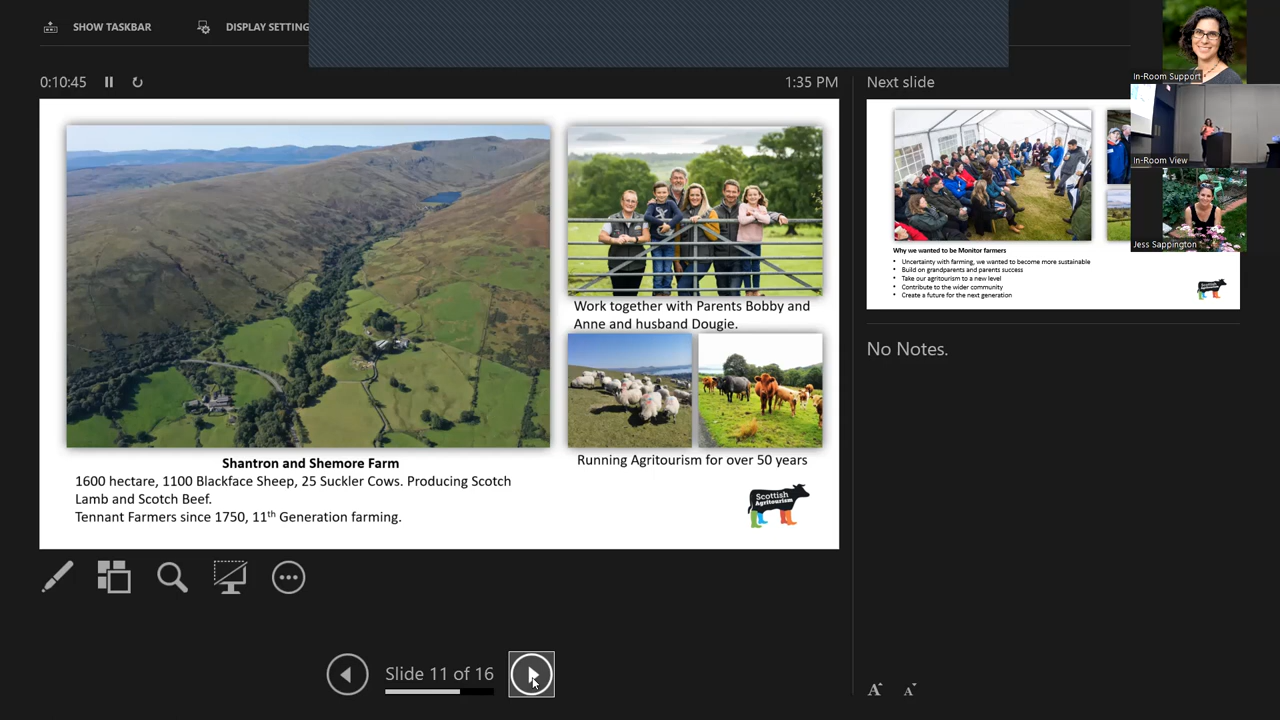 SHOW TASKBAR
DISPLAY SETTIN
0:10:45
1:35 PM
Next slide
In-Room Support
In-Room View
Jess Sappington
Work together with Parents Bobby and
Anne and husband Dougie.
Running Agritourism for over 50 years
Shantron and Shemore Farm
1600 hectare, 1100 Blackface Sheep, 25 Suckler Cows. Producing Scotch
Lamb and Scotch Beef.
Tennant Farmers since 1750, 11th Generation farming.
Scottish
Agritourism
Why we wanted to be Monitor farmers
• Uncertainty with farming, we wanted to become more sustainable
• Build on grandparents and parents success
• Take our agritourism to a new level
• Contribute to the wider community
• Create a future for the next generation
Scottish
Agritourism
No Notes.
Slide 11 of 16
A A